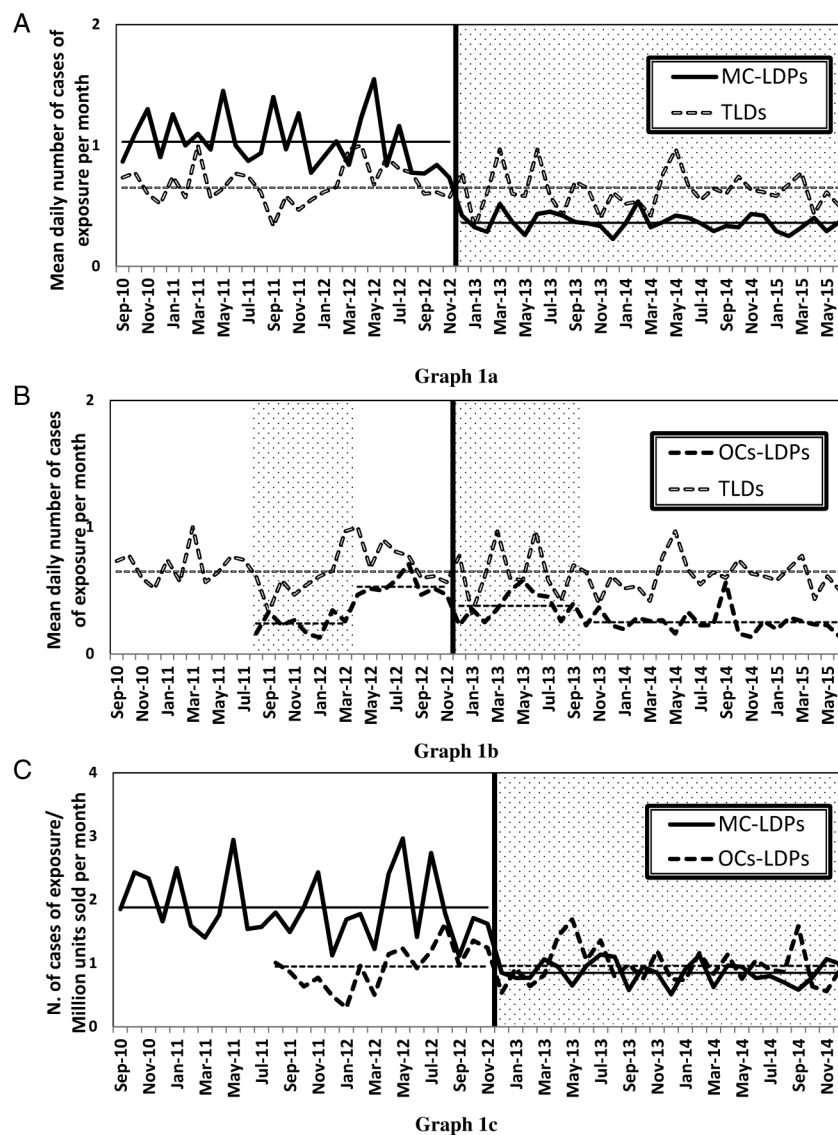 A
Mean daily number of cases of
exposure per month
2
1
0
MC-LDPs
TLDs
Sep-10
Nov-10
Jan-11
Mar-11
May-11
Jul-11
Sep-11
Nov-11
Jan-12
Mar-12
May-12
Jul-12
Sep-12
Nov-12
Jan-13
Mar-13
May-13
Jul-13
Sep-13
Nov-13
Jan-14
Mar-14
May-14
Jul-14
Sep-14
Nov-14
Jan-15
Mar-15
May-15
Graph 1a
B
Mean daily number of cases
of exposure per month
2
1
0
OCs-LDPs
TLDs
Sep-10
Nov-10
Jan-11
Mar-11
May-11
Jul-11
Sep-11
Nov-11
Jan-12
Mar-12
May-12
Jul-12
Sep-12
Nov-12
Jan-13
Mar-13
May-13
Jul-13
Sep-13
Nov-13
Jan-14
Mar-14
May-14
Jul-14
Sep-14
Nov-14
Jan-15
Mar-15
May-15
Graph 1b
C
N. of cases of exposure/
Million units sold per month
4
3
2
1
0
MC-LDPs
OCs-LDPs
Sep-10
Nov-10
Jan-11
Mar-11
May-11
Jul-11
Sep-11
Nov-11
Jan-12
Mar-12
May-12
Jul-12
Sep-12
Nov-12
Jan-13
Mar-13
May-13
Jul-13
Sep-13
Nov-13
Jan-14
Mar-14
May-14
Jul-14
Sep-14
Nov-14
Graph 1c